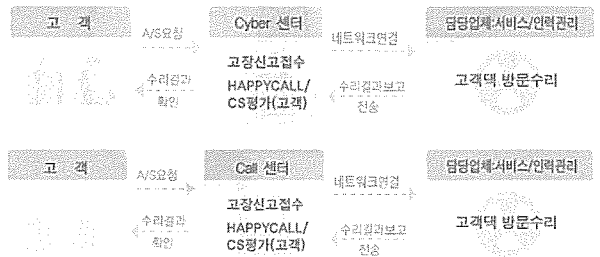 고 객
A/S요청
Cyber 센터
네트워크연결
담당업체:서비스/인력관리
수리결과
확인
고장신고접수
HAPPYCALL/
CS평가(고객)
수리결과보고
전송
고객댁 방문수리
고 객
A/S요청
Call 센터
네트워크연결
담당업체:서비스/인력관리
수리결과
확인
고장신고접수
HAPPYCALL/
CS평가(고객)
수리결과보고
전송
고객댁 방문수리